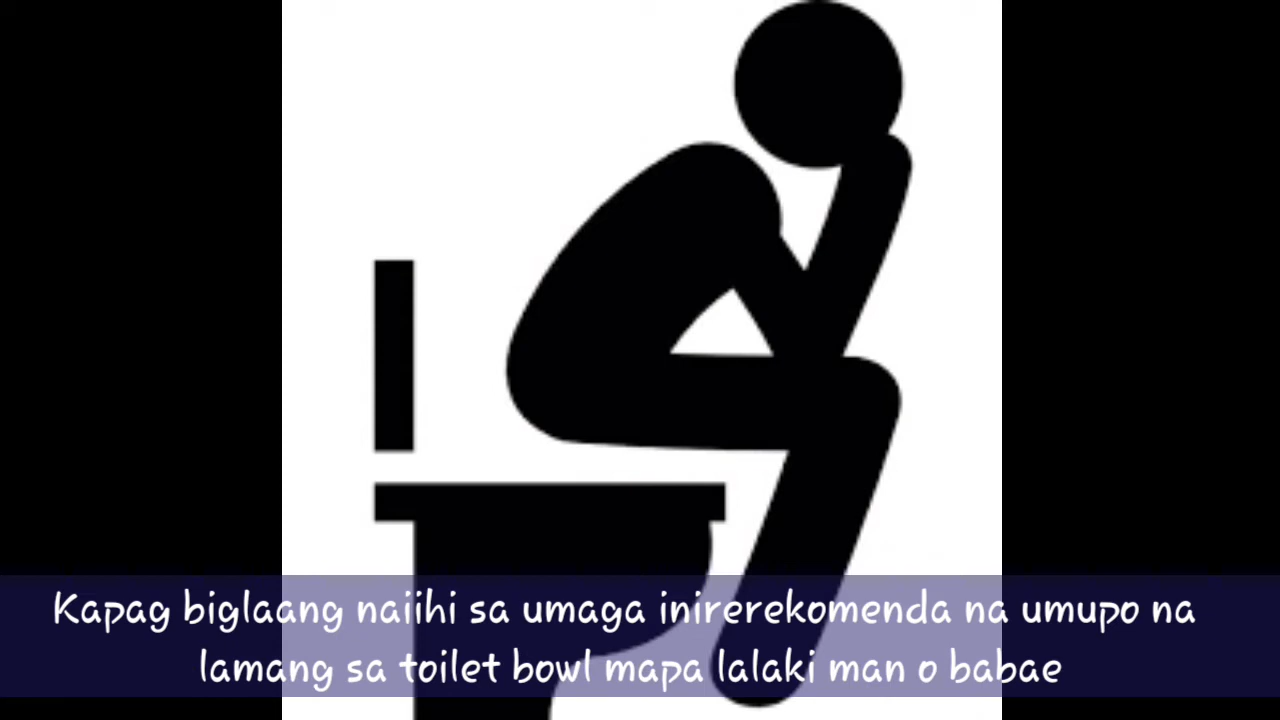 Kapag biglaang naiihi sa umaga inirerekomenda na umupo na
lamang sa toilet bowl mapa lalaki man o babae